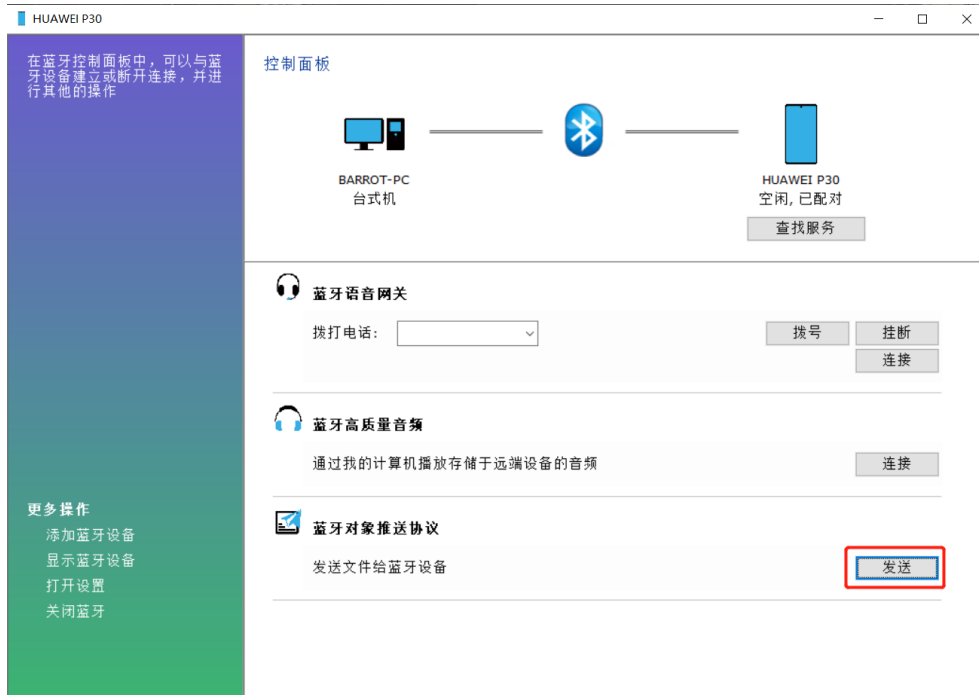 HUAWEI P30
在蓝牙控制面板中，可以与蓝
牙设备建立或断开连接，并进
行其他的操作
控制面板
BARROT-PC
台式机
HUAWEI P30
空闲, 已配对
查找服务
蓝牙语音网关
拨打电话:
拨号
挂断
连接
蓝牙高质量音频
通过我的计算机播放存储于远端设备的音频
连接
蓝牙对象推送协议
发送文件给蓝牙设备
发送
更多操作
添加蓝牙设备
显示蓝牙设备
打开设置
关闭蓝牙